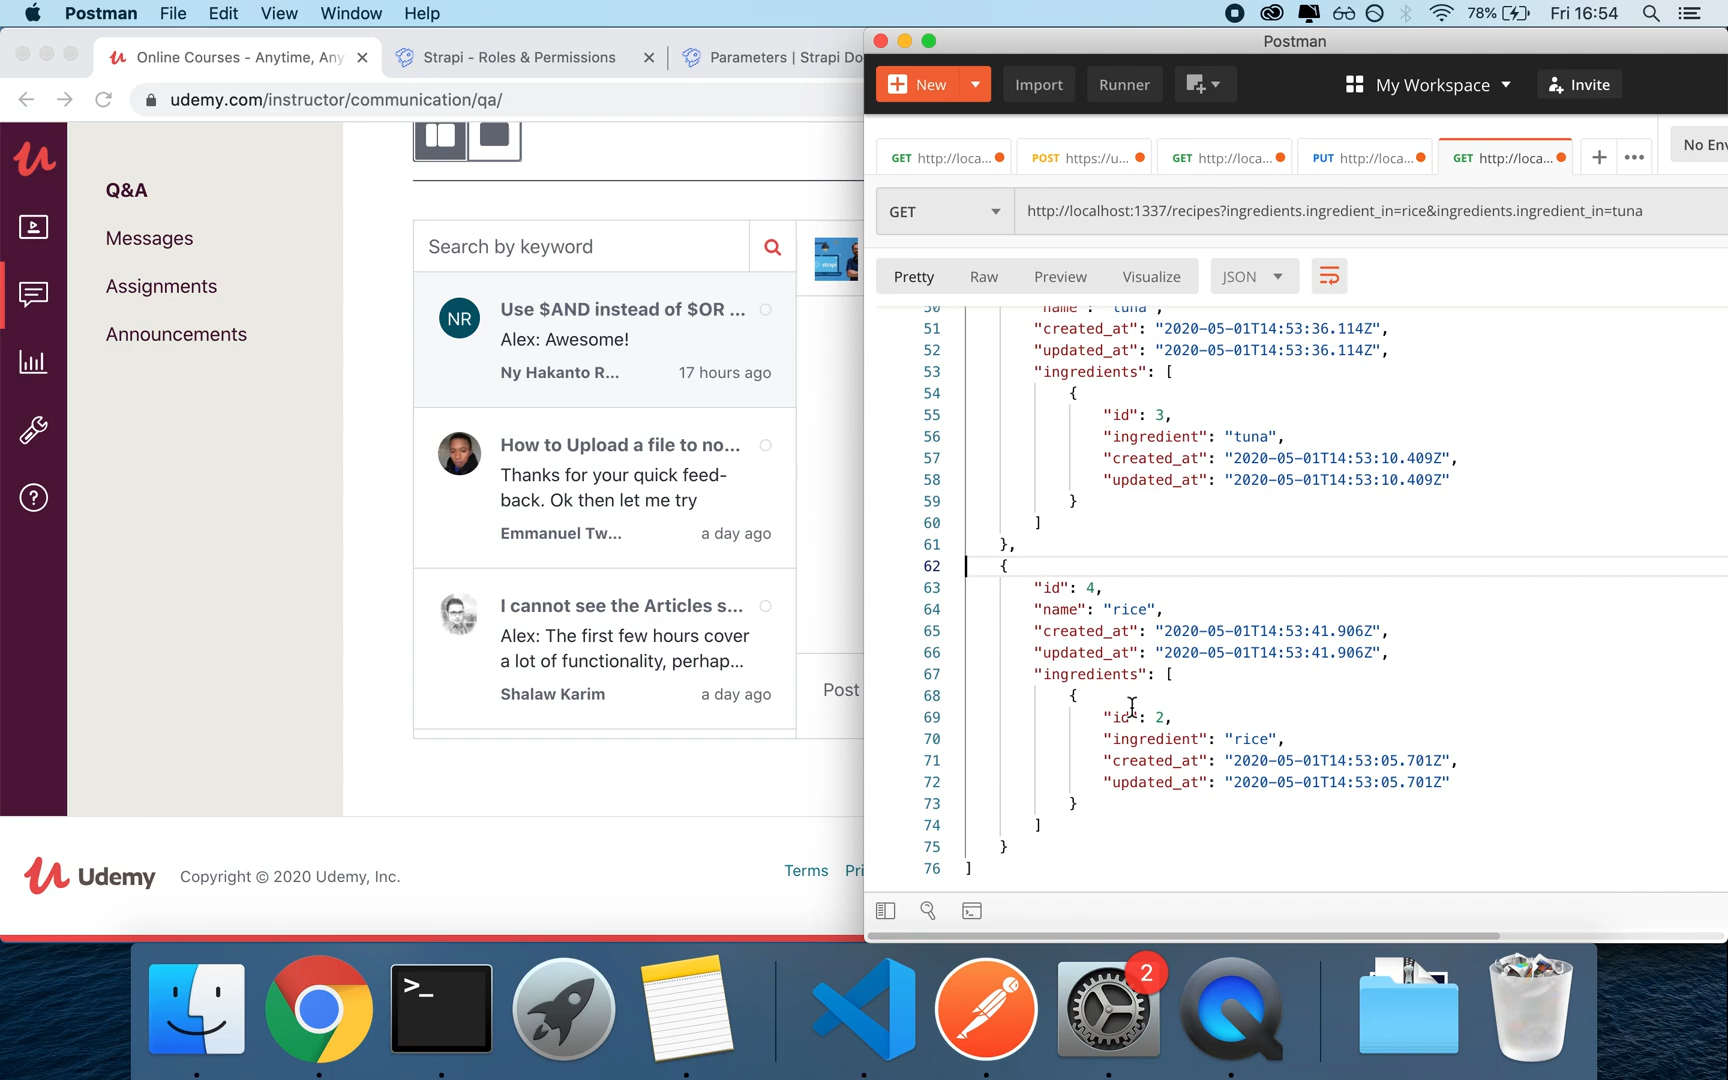 Postman File Edit View Window Help
78% Fri 16:54
Online Courses - Anytime, Any
Strapi - Roles & Permissions
Parameters | Strapi Do
udemy.com/instructor/communication/qa/
Q&A
Messages
Assignments
Announcements
Search by keyword
strapi
NR
Use $AND instead of $OR ...
Alex: Awesome!
Ny Hakanto R... 17 hours ago
How to Upload a file to no...
Thanks for your quick feed-
back. Ok then let me try
Emmanuel Tw... a day ago
I cannot see the Articles s...
Alex: The first few hours cover
a lot of functionality, perhap...
Shalaw Karim a day ago
Post
Udemy Copyright © 2020 Udemy, Inc.
Terms Pri
Postman
New Import Runner My Workspace Invite
GET http://loca... POST https://u... GET http://loca... PUT http://loca... GET http://loca... No Env
GET http://localhost:1337/recipes?ingredients.ingredient_in=rice&ingredients.ingredient_in=tuna
Pretty Raw Preview Visualize JSON
50 "name": "tuna",
51 "created_at": "2020-05-01T14:53:36.114Z",
52 "updated_at": "2020-05-01T14:53:36.114Z",
53 "ingredients": [
54 {
55 "id": 3,
56 "ingredient": "tuna",
57 "created_at": "2020-05-01T14:53:10.409Z",
58 "updated_at": "2020-05-01T14:53:10.409Z"
59 }
60 ]
61 },
62 {
63 "id": 4,
64 "name": "rice",
65 "created_at": "2020-05-01T14:53:41.906Z",
66 "updated_at": "2020-05-01T14:53:41.906Z",
67 "ingredients": [
68 {
69 "id": 2,
70 "ingredient": "rice",
71 "created_at": "2020-05-01T14:53:05.701Z",
72 "updated_at": "2020-05-01T14:53:05.701Z"
73 }
74 ]
75 }
76 ]
>_
2